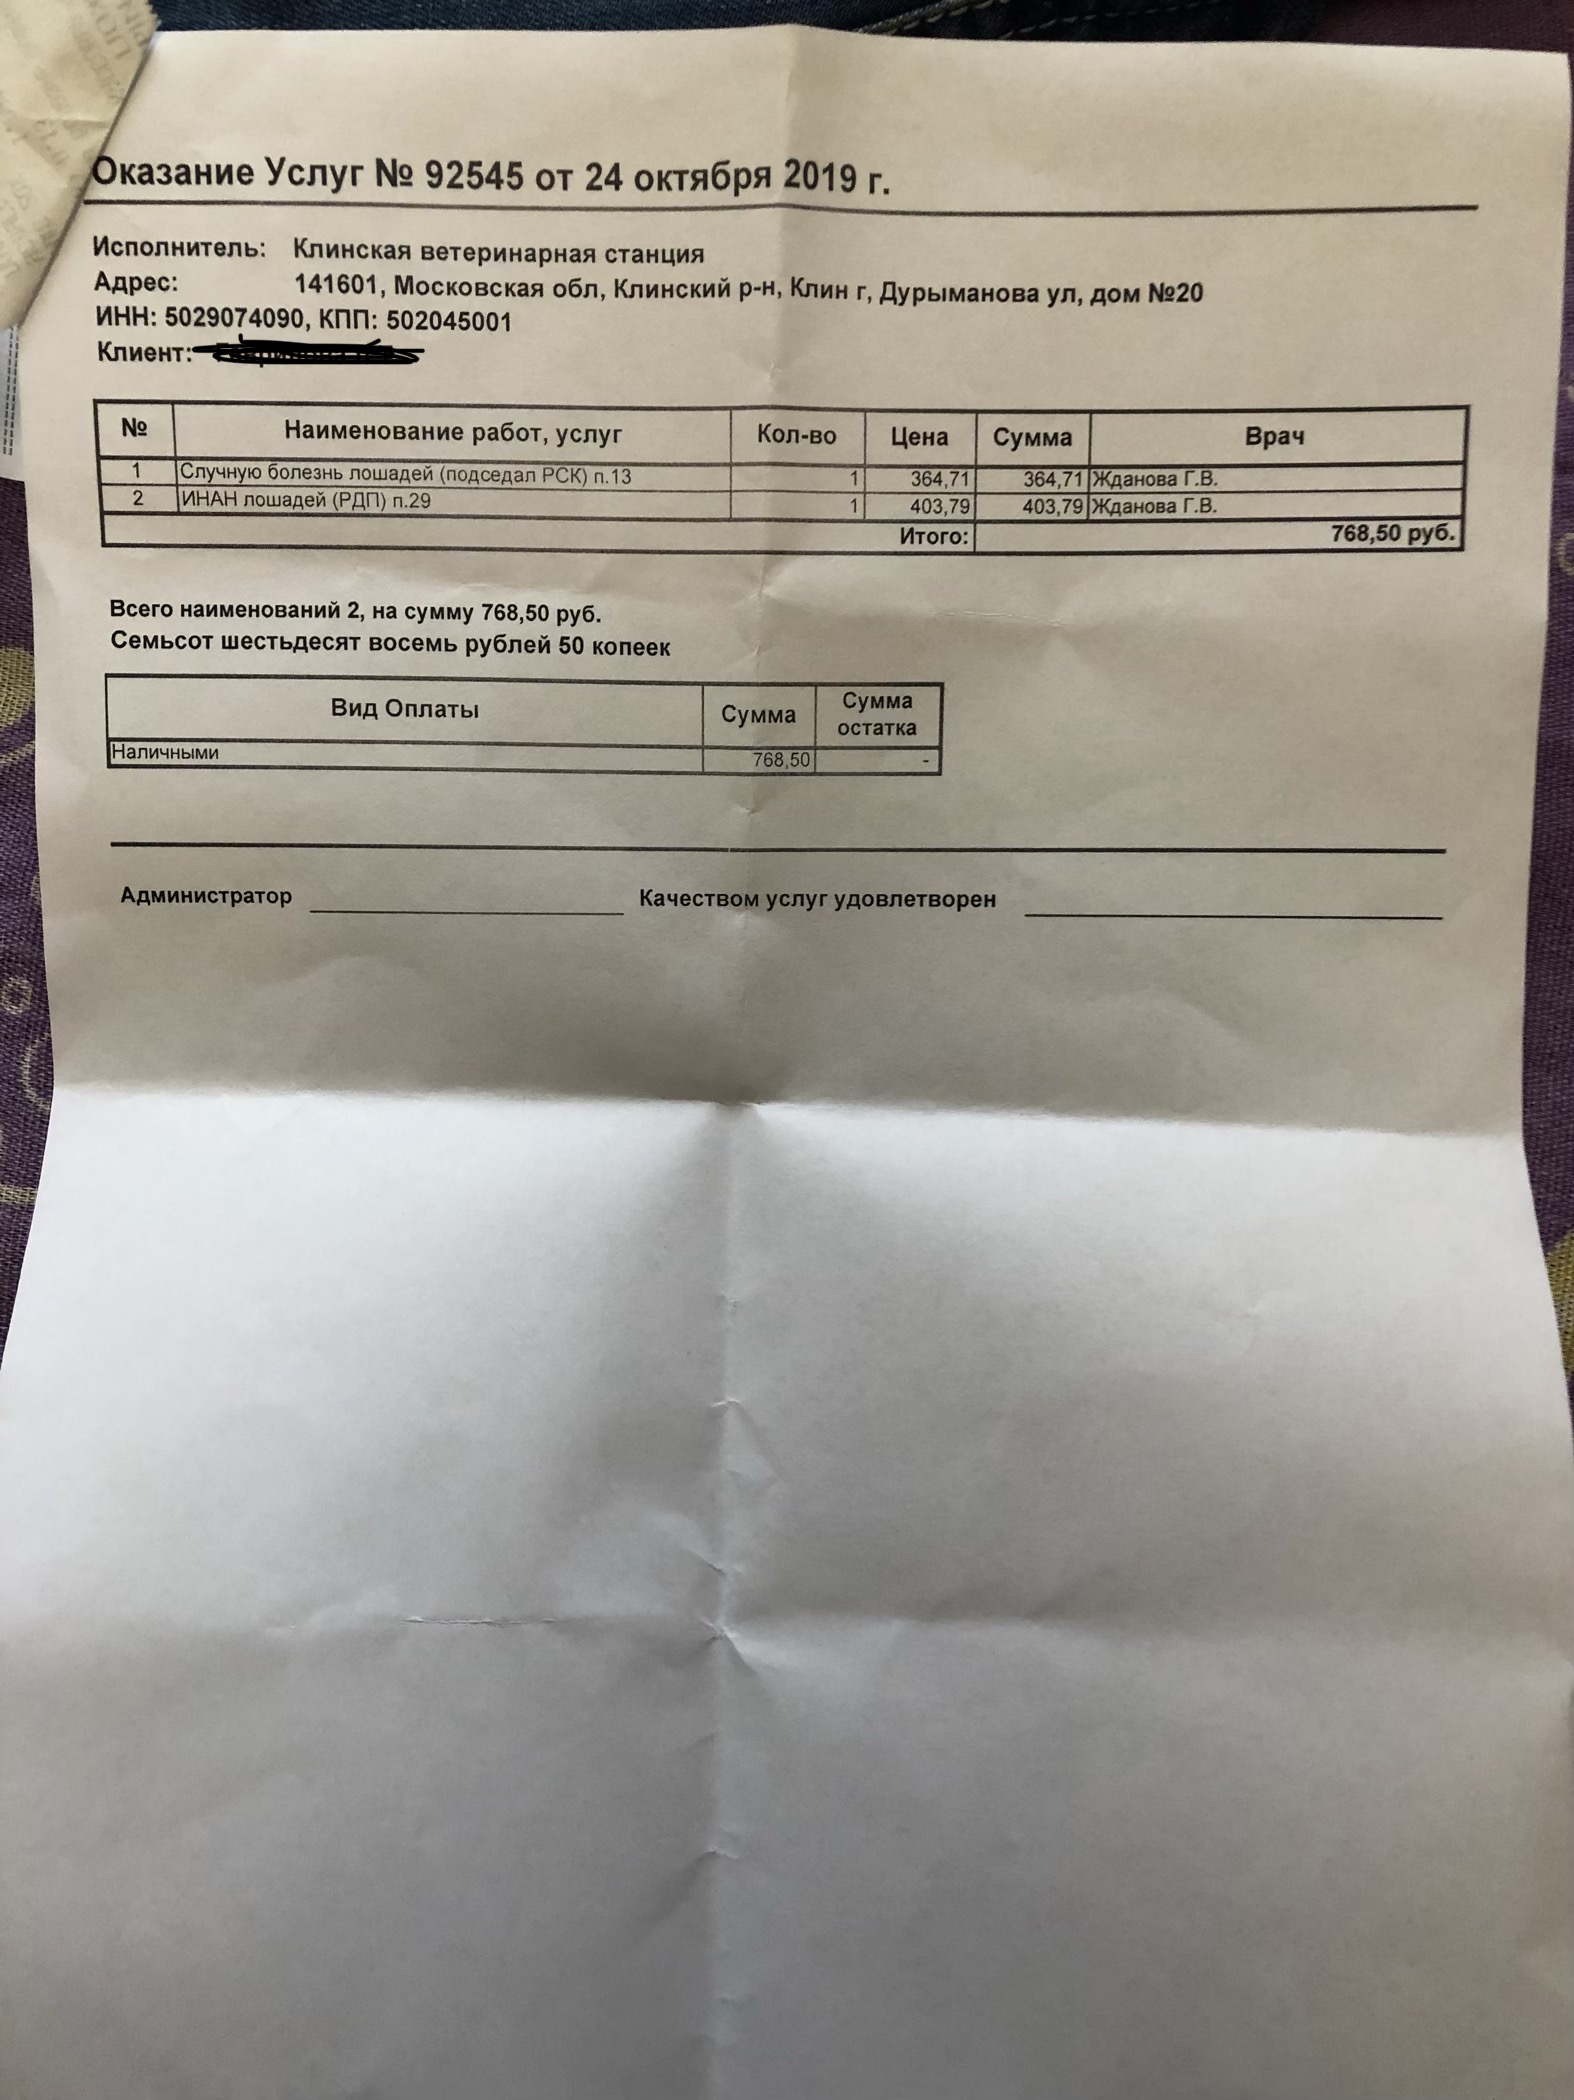 Оказание Услуг № 92545 от 24 октября 2019 г.
Исполнитель: Клинская ветеринарная станция
Адрес: 141601, Московская обл, Клинский р-н, Клин г, Дурыманова ул, дом №20
ИНН: 5029074090, КПП: 502045001
Клиент:
№ Наименование работ, услуг Кол-во Цена Сумма Врач
1 Случную болезнь лошадей (подседал РСК) п.13 1 364,71 364,71 Жданова Г.В.
2 ИНАН лошадей (РДП) п.29 1 403,79 403,79 Жданова Г.В.
Итого: 768,50 руб.
Всего наименований 2, на сумму 768,50 руб.
Семьсот шестьдесят восемь рублей 50 копеек
Вид Оплаты Сумма Сумма остатка
Наличными 768,50 -
Администратор Качеством услуг удовлетворен